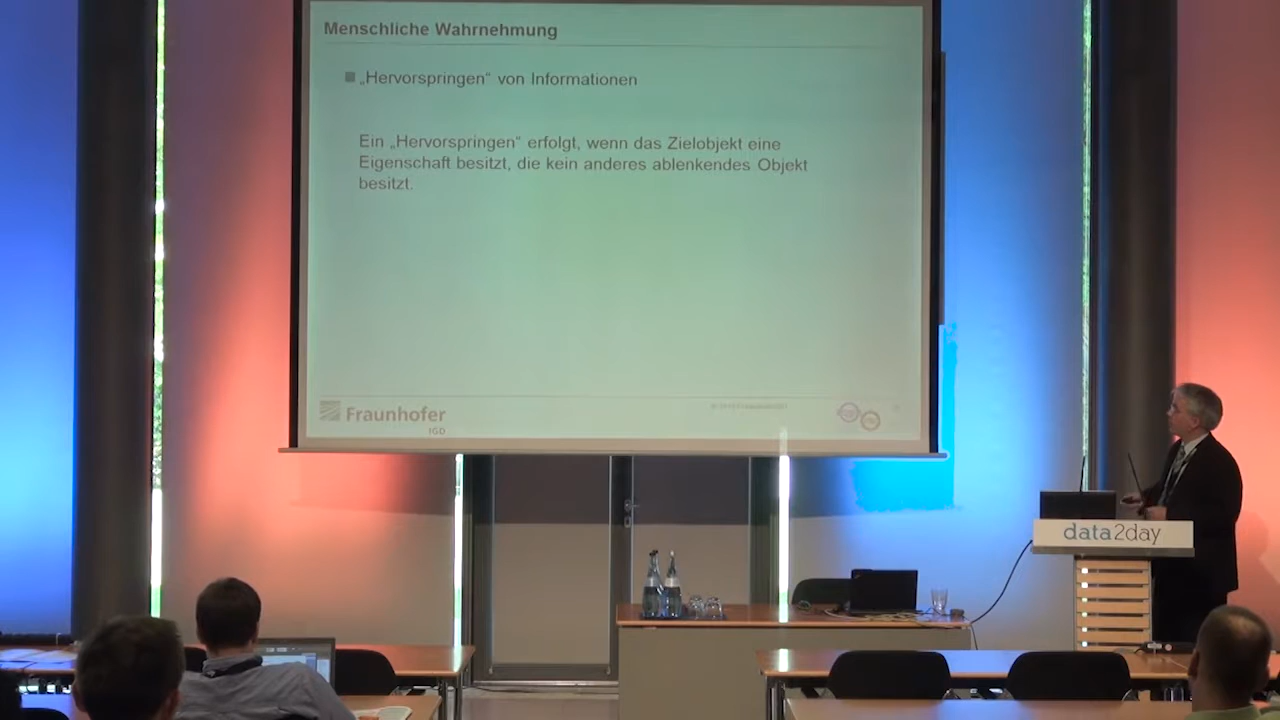 Menschliche Wahrnehmung
„Hervorspringen“ von Informationen
Ein „Hervorspringen“ erfolgt, wenn das Zielobjekt eine
Eigenschaft besitzt, die kein anderes ablenkendes Objekt
besitzt.
Fraunhofer
IGD
data2day